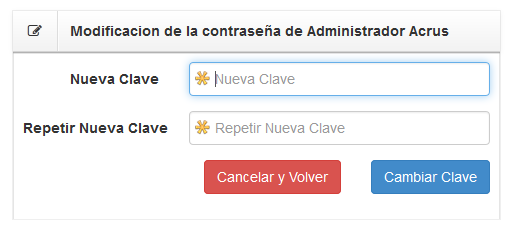 Modificacion de la contraseña de Administrador Acrus
Nueva Clave Nueva Clave
Repetir Nueva Clave Repetir Nueva Clave
Cancelar y Volver Cambiar Clave